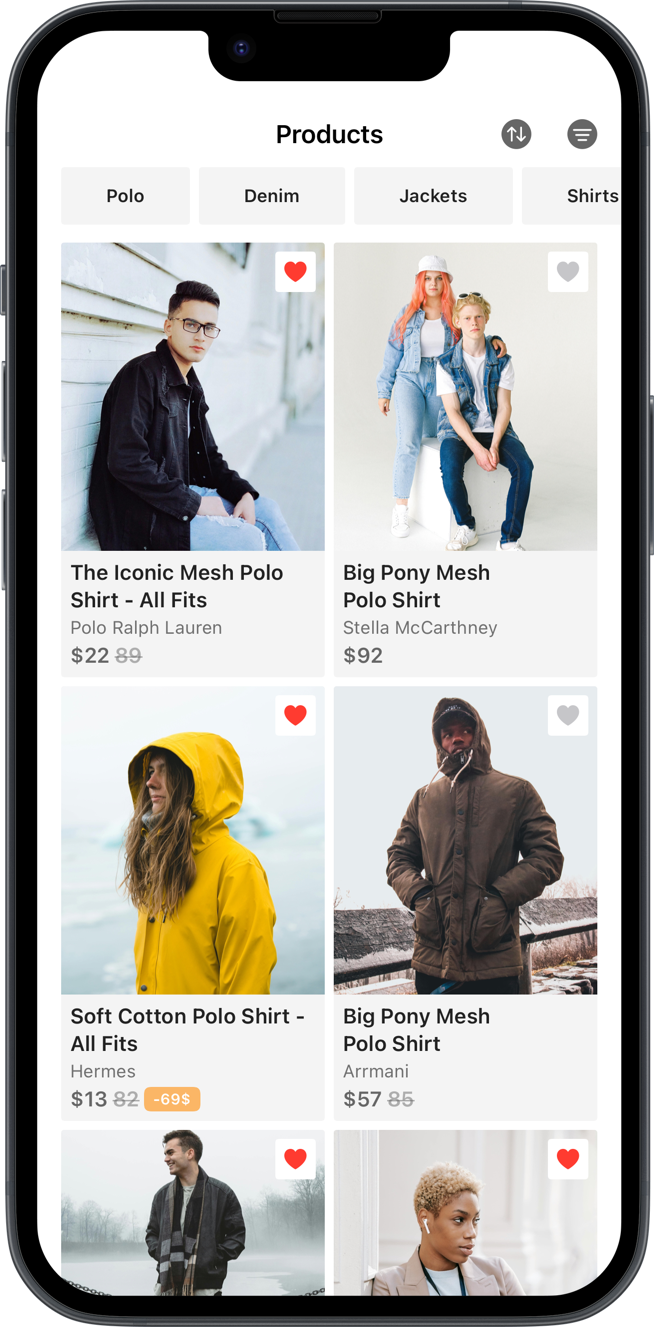 Products
Polo
Denim
Jackets
Shirts
The Iconic Mesh Polo
Shirt - All Fits
Polo Ralph Lauren
$22 89
Big Pony Mesh
Polo Shirt
Stella McCarthney
$92
Soft Cotton Polo Shirt -
All Fits
Hermes
$13 82 -69$
Big Pony Mesh
Polo Shirt
Arrmani
$57 85